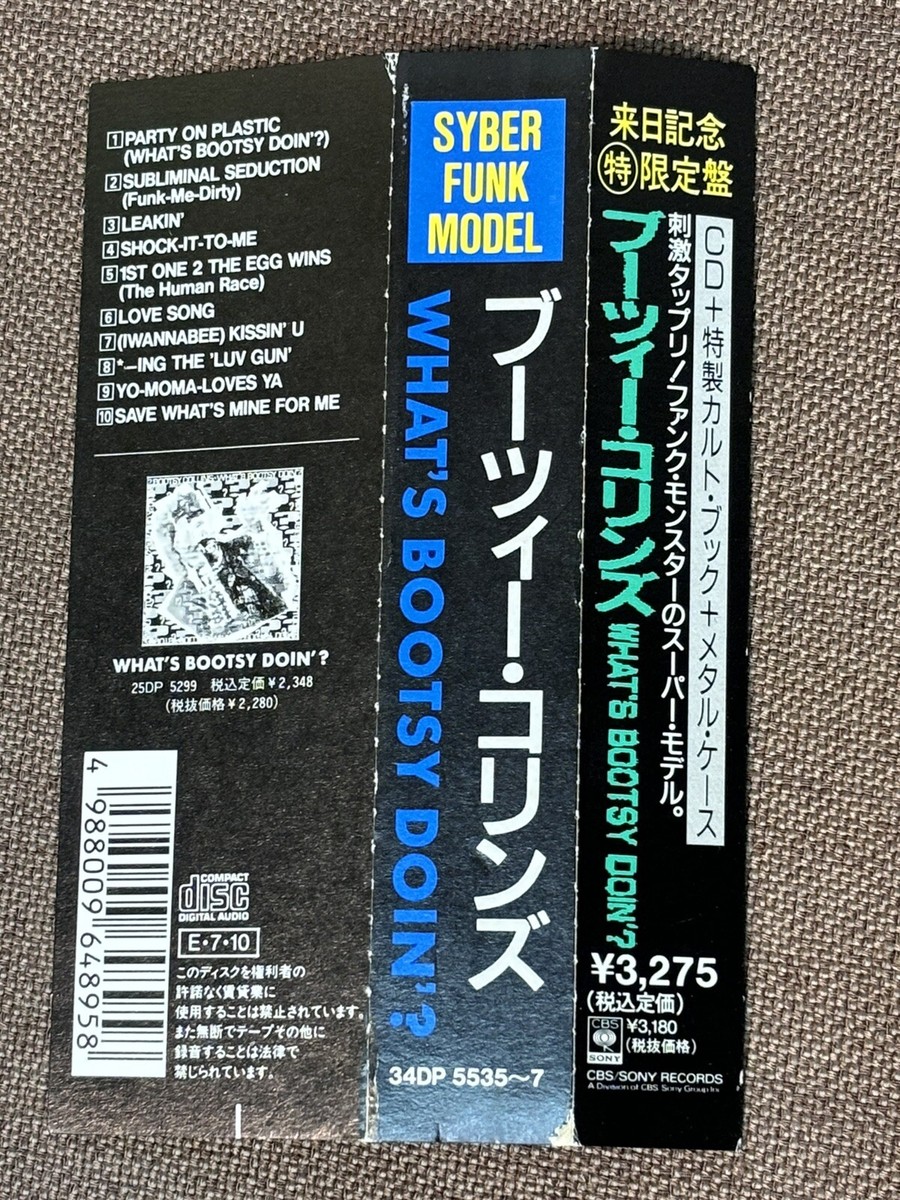 1 PARTY ON PLASTIC
(WHAT'S BOOTSY DOIN'?)
2 SUBLIMINAL SEDUCTION
(Funk-Me-Dirty)
3 LEAKIN'
4 SHOCK-IT-TO-ME
5 1ST ONE 2 THE EGG WINS
(The Human Race)
6 LOVE SONG
7 (IWANNABEE) KISSIN' U
8 *—ING THE 'LUV GUN'
9 YO-MOMA-LOVES YA
10 SAVE WHAT'S MINE FOR ME
WHAT'S BOOTSY DOIN'?
25DP 5299 税込定価¥2,348
(税抜価格¥2,280)
4 988009 648958
COMPACT
disc
DIGITAL AUDIO
E・7・10
このディスクを権利者の
許諾なく賃貸業に
使用することは禁止されています。
また無断でテープその他に
録音することは法律で
禁じられています。
SYBER
FUNK
MODEL
ブーツィー・コリンズ
WHAT'S BOOTSY DOIN'?
34DP 5535〜7
来日記念
特限定盤
CD+特製カルト・ブック+メタル・ケース
刺激タップリ!ファンク・モンスターのスーパー・モデル。
ブーツィー・コリンズ WHAT'S BOOTSY DOIN'?
¥3,275
(税込定価)
CBS
SONY
¥3,180
(税抜価格)
CBS/SONY RECORDS
A Division of CBS Sony Group Inc